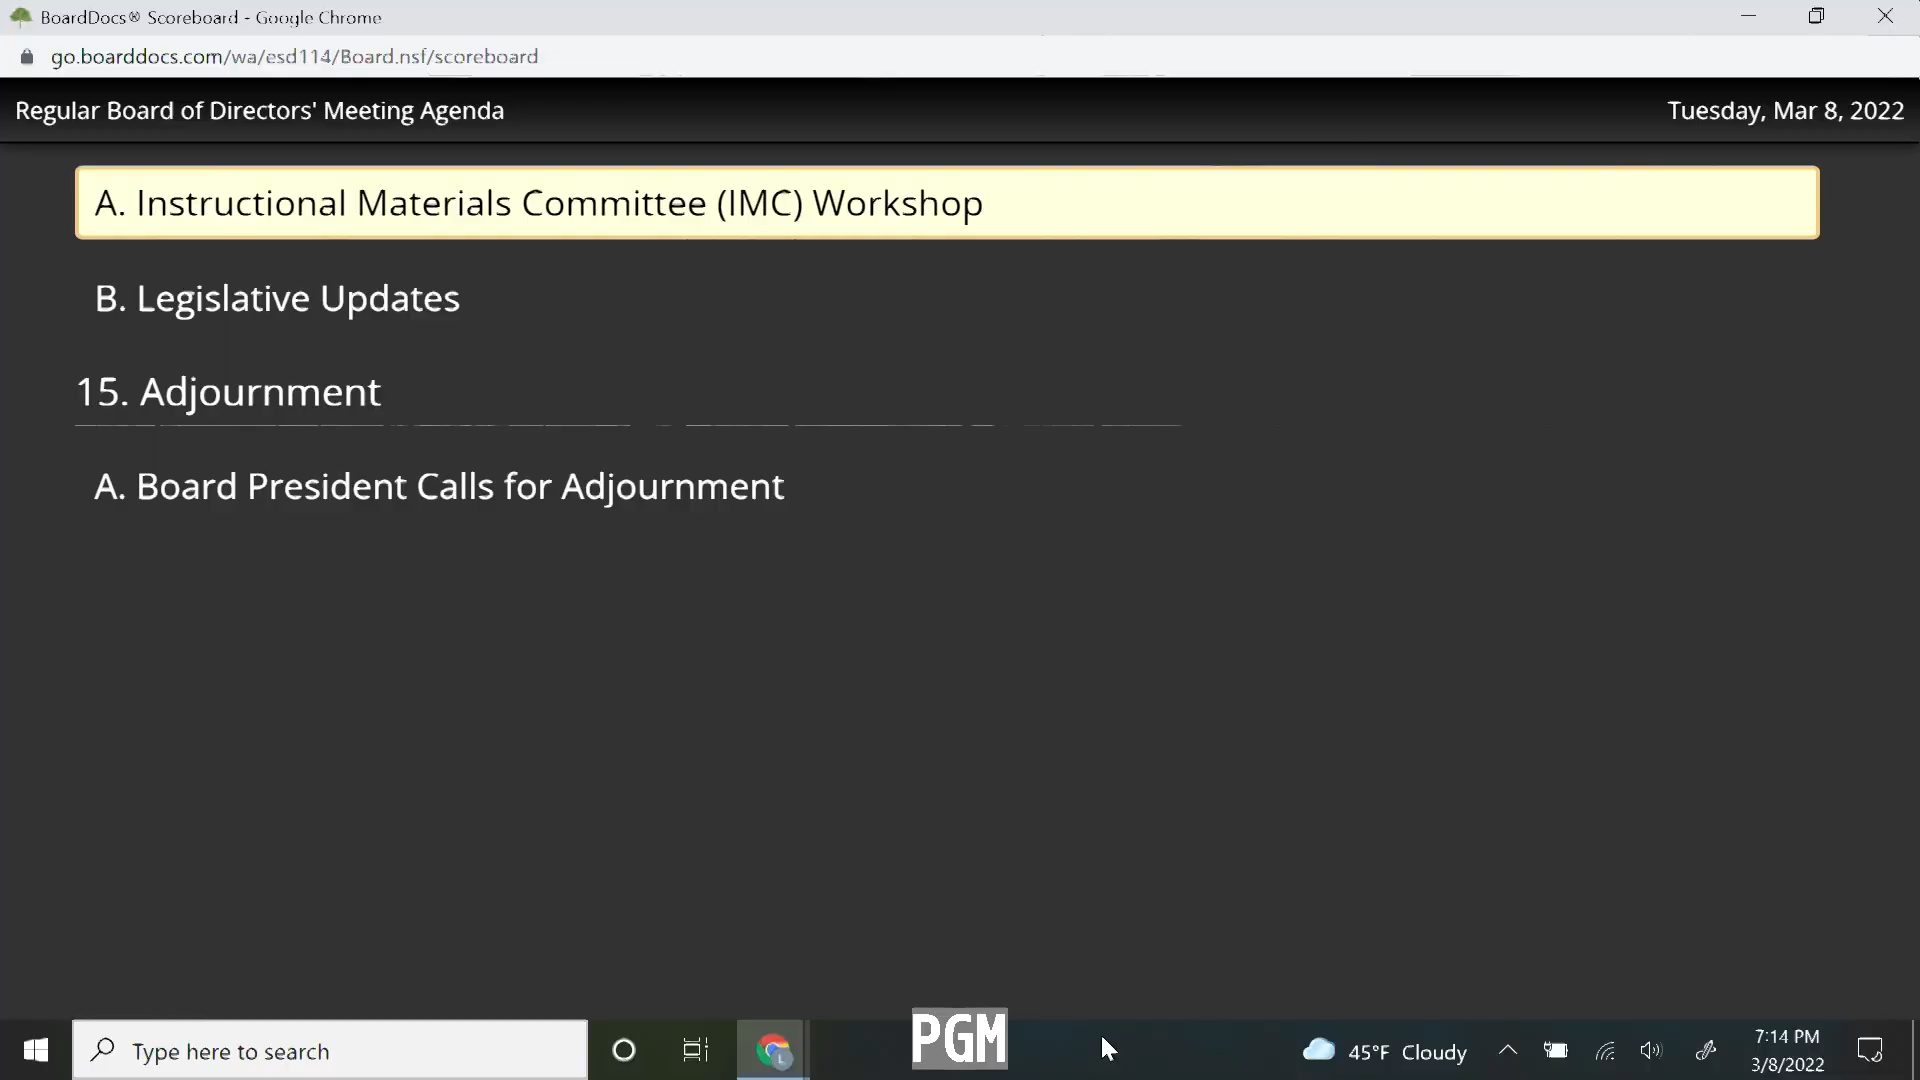 BoardDocs® Scoreboard - Google Chrome
go.boarddocs.com/wa/esd114/Board.nsf/scoreboard
Regular Board of Directors' Meeting Agenda
Tuesday, Mar 8, 2022
A. Instructional Materials Committee (IMC) Workshop
B. Legislative Updates
15. Adjournment
A. Board President Calls for Adjournment
Type here to search
PGM
45°F Cloudy
7:14 PM
3/8/2022